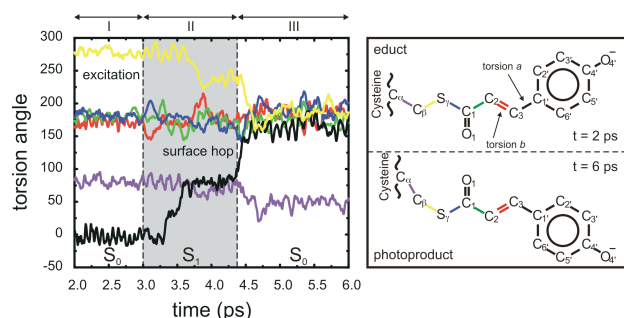 I II III
300
250
200
150
100
50
0
-50
torsion angle
excitation
surface hop
S0 S1 S0
2.0 2.5 3.0 3.5 4.0 4.5 5.0 5.5 6.0
time (ps)
educt
Cysteine
Cα
Cβ
Sγ
C1
O1
C2
C3
torsion a
torsion b
C1'
C2'
C3'
C4'
C5'
C6'
O4' −
t = 2 ps
t = 6 ps
Cysteine
Cα
Cβ
Sγ
O1
C1
C2
C3
C1'
C2'
C3'
C4'
C5'
C6'
O4' −
photoproduct